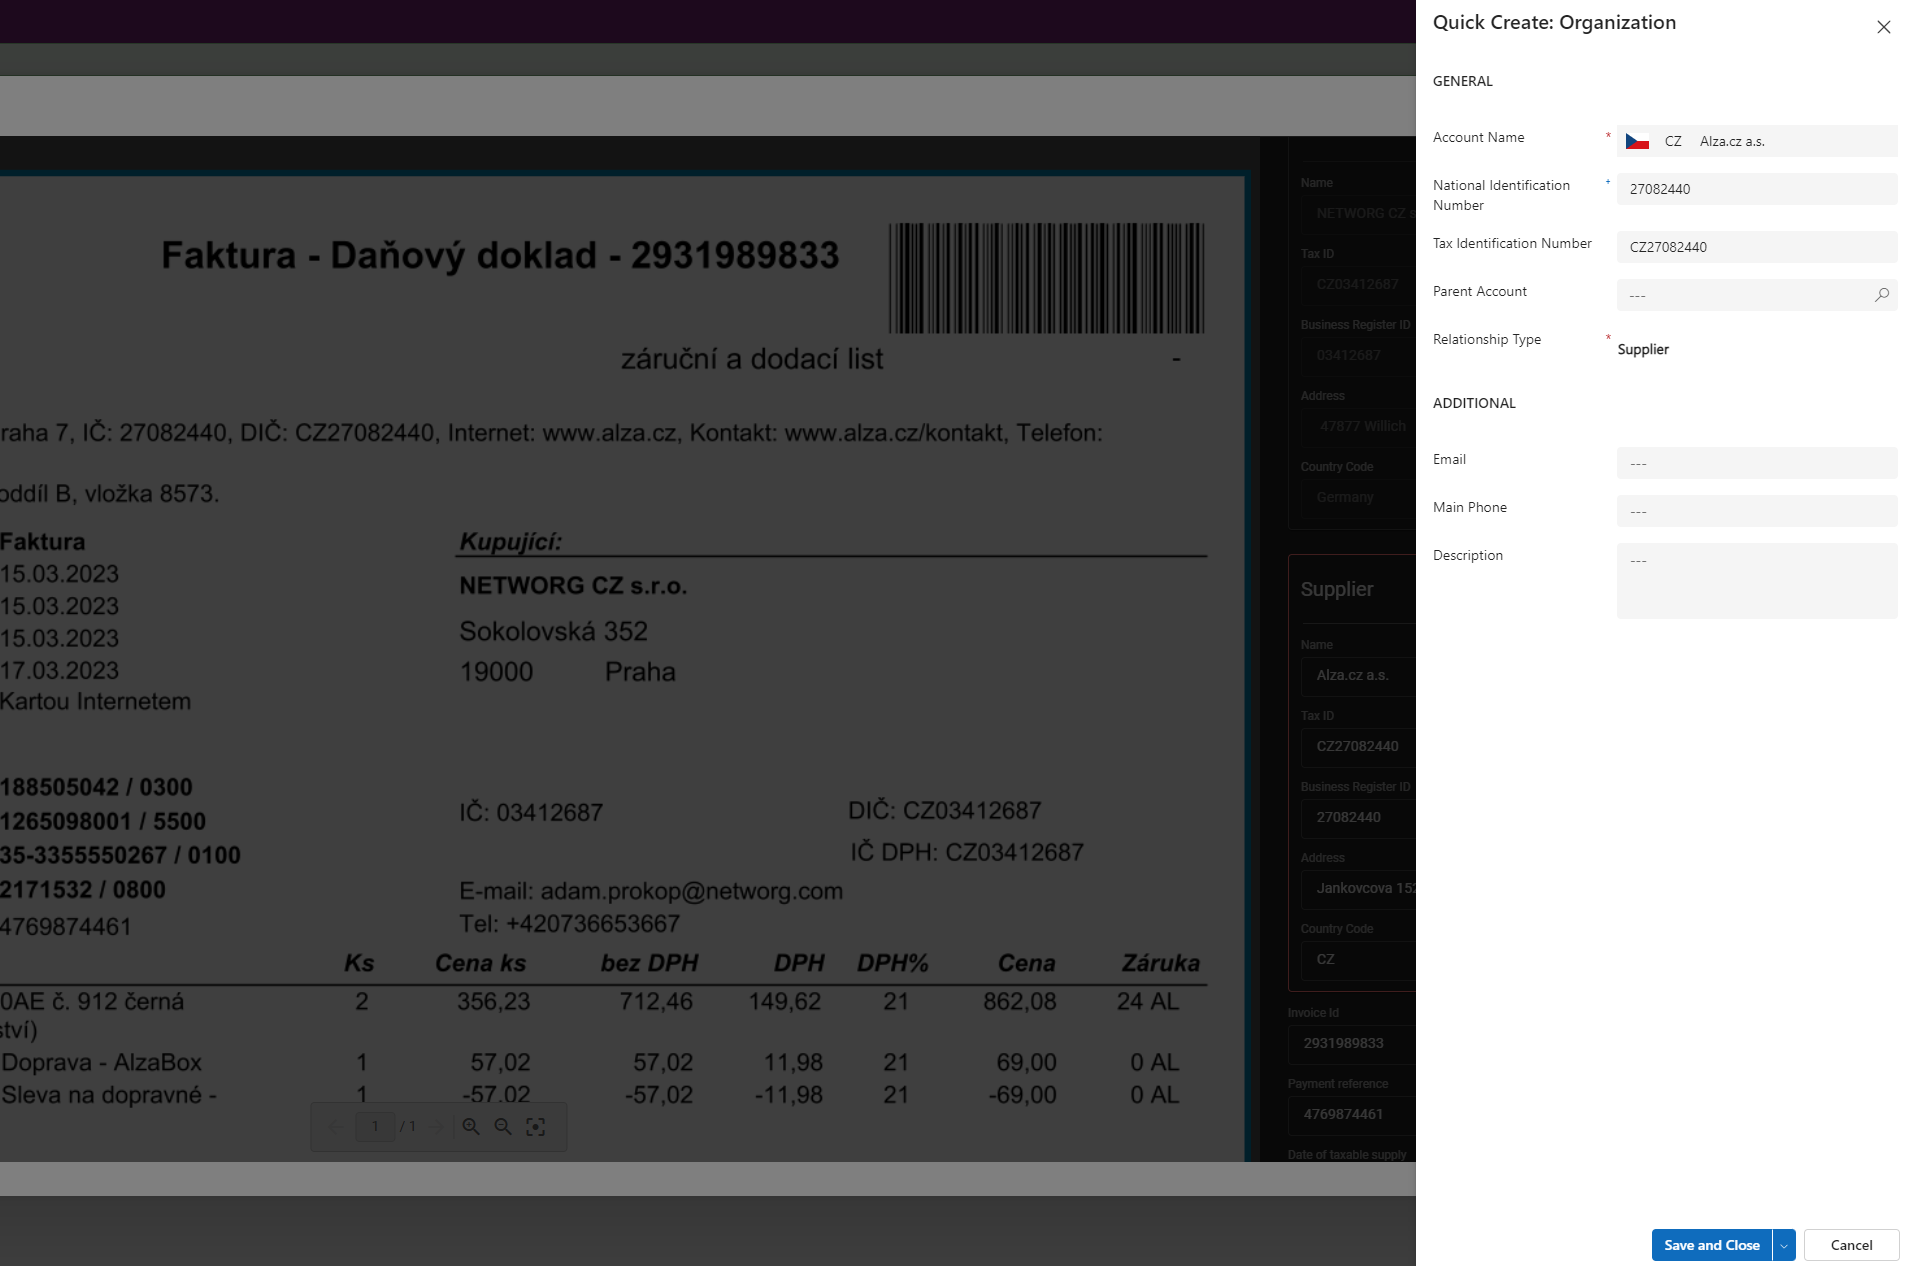 Quick Create: Organization
GENERAL
Account Name * CZ Alza.cz a.s.
National Identification Number + 27082440
Tax Identification Number CZ27082440
Parent Account ---
Relationship Type * Supplier
ADDITIONAL
Email ---
Main Phone ---
Description ---
Save and Close
Cancel
Faktura - Daňový doklad - 2931989833
záruční a dodací list -
raha 7, IČ: 27082440, DIČ: CZ27082440, Internet: www.alza.cz, Kontakt: www.alza.cz/kontakt, Telefon:
oddíl B, vložka 8573.
Faktura
15.03.2023
15.03.2023
15.03.2023
17.03.2023
Kartou Internetem
188505042 / 0300
1265098001 / 5500
35-3355550267 / 0100
2171532 / 0800
4769874461
Kupující:
NETWORG CZ s.r.o.
Sokolovská 352
19000 Praha
IČ: 03412687 DIČ: CZ03412687
IČ DPH: CZ03412687
E-mail: adam.prokop@networg.com
Tel: +420736653667
Ks Cena ks bez DPH DPH DPH% Cena Záruka
0AE č. 912 černá 2 356,23 712,46 149,62 21 862,08 24 AL
ství)
Doprava - AlzaBox 1 57,02 57,02 11,98 21 69,00 0 AL
Sleva na dopravné - 1 -57,02 -57,02 -11,98 21 -69,00 0 AL
1 / 1
Name
NETWORG CZ s
Tax ID
CZ03412687
Business Register ID
03412687
Address
47877 Willich
Country Code
Germany
Supplier
Name
Alza.cz a.s.
Tax ID
CZ27082440
Business Register ID
27082440
Address
Jankovcova 152
Country Code
CZ
Invoice Id
2931989833
Payment reference
4769874461
Date of taxable supply